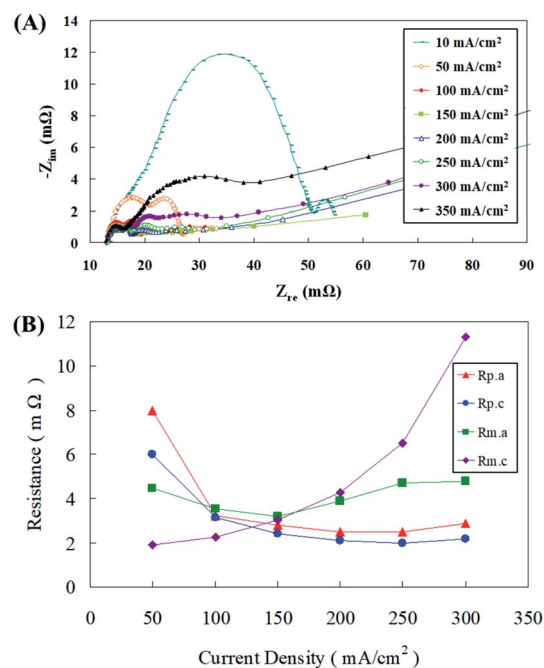 (A)
14
12
10
8
6
4
2
0
-Zim (mΩ)
10 mA/cm²
50 mA/cm²
100 mA/cm²
150 mA/cm²
200 mA/cm²
250 mA/cm²
300 mA/cm²
350 mA/cm²
10 20 30 40 50 60 70 80 90
Zre (mΩ)
(B)
12
10
8
6
4
2
0
Resistance ( m Ω )
Rp.a
Rp.c
Rm.a
Rm.c
0 50 100 150 200 250 300 350
Current Density ( mA/cm² )